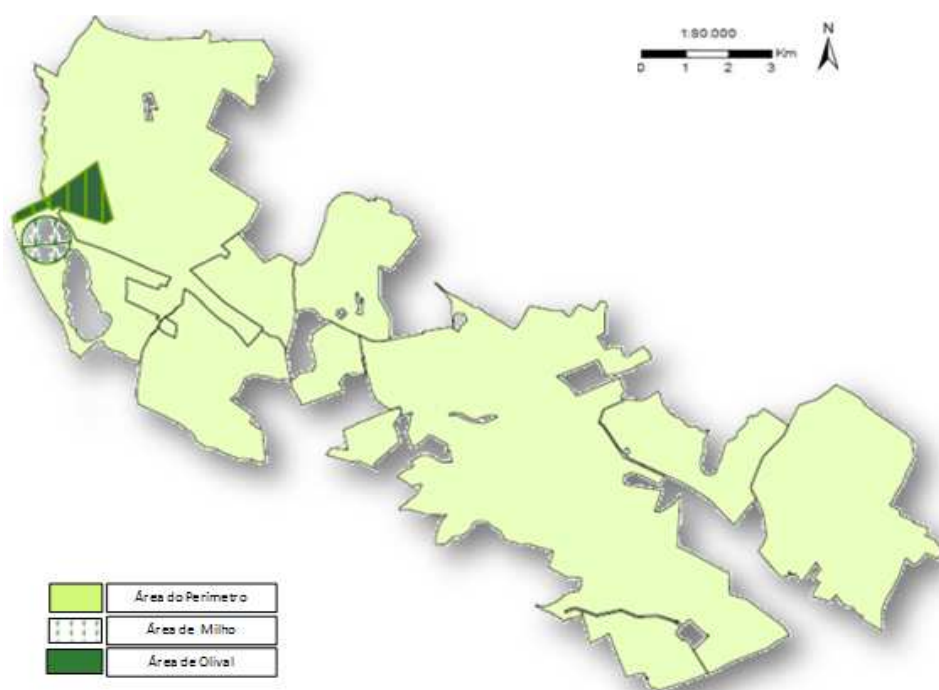 1:80.000
N
Km
0 1 2 3
Área do Perímetro
Área de Milho
Área de Olival